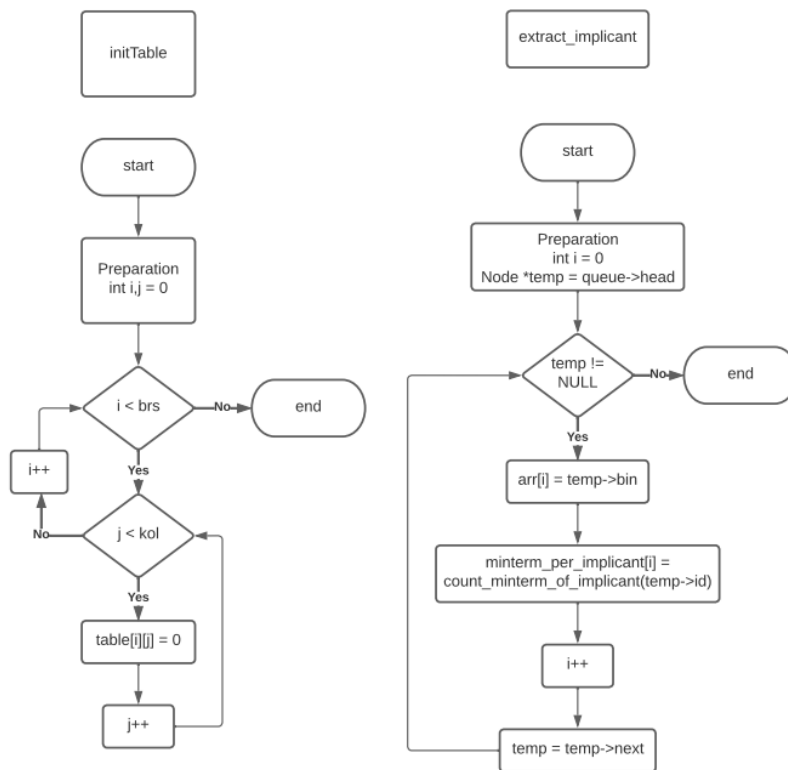 initTable
start
Preparation
int i,j = 0
i < brs
No
end
Yes
i++
j < kol
No
Yes
table[i][j] = 0
j++
extract_implicant
start
Preparation
int i = 0
Node *temp = queue->head
temp !=
NULL
No
end
Yes
arr[i] = temp->bin
minterm_per_implicant[i] =
count_minterm_of_implicant(temp->id)
i++
temp = temp->next